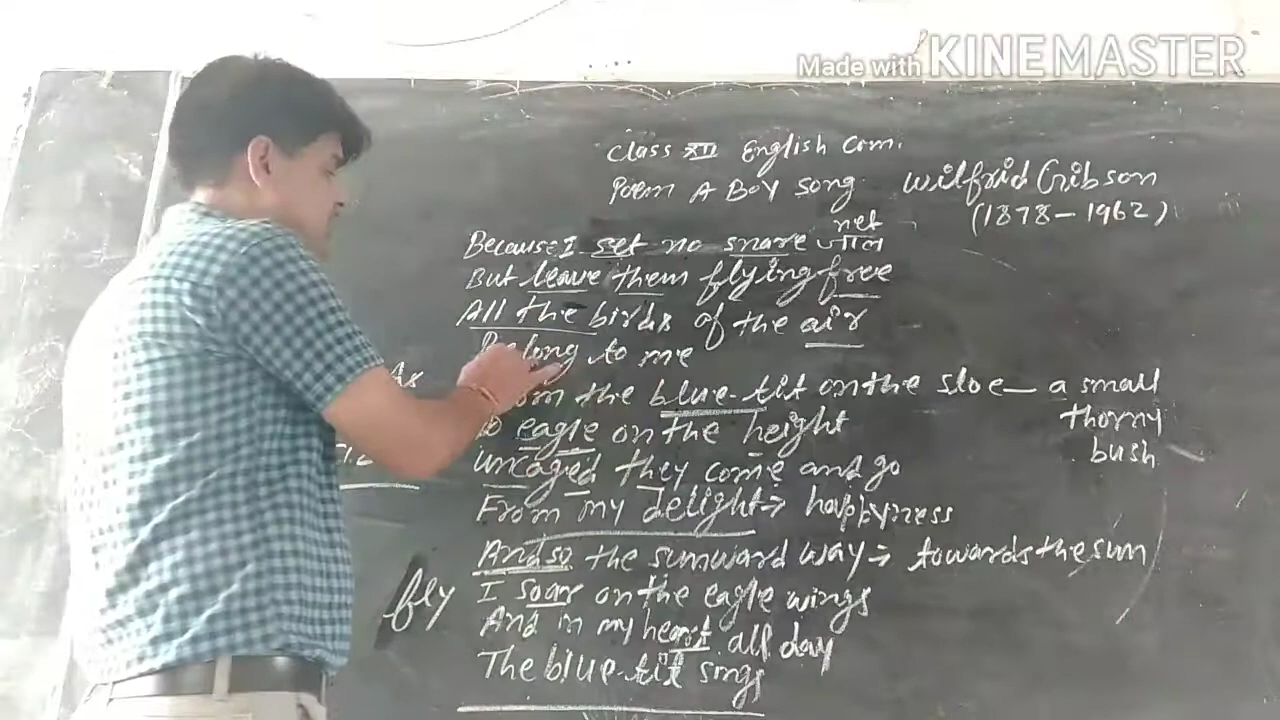 Made with KINEMASTER
Class XII English Com.
Poem A Boy Song Wilfrid Gibson
(1878-1962)
net
Because I set no snare जाल
But leave them flying free
All the birds of the air
Belong to me
As
the blue-tit on the sloe — a small
thorny
bush
eagle on the height
uncaged they come and go
From my delight → happyness
And so the sunward way → towards the sun
fly I soar on the eagle wings
And in my heart all day
The blue-tit sings